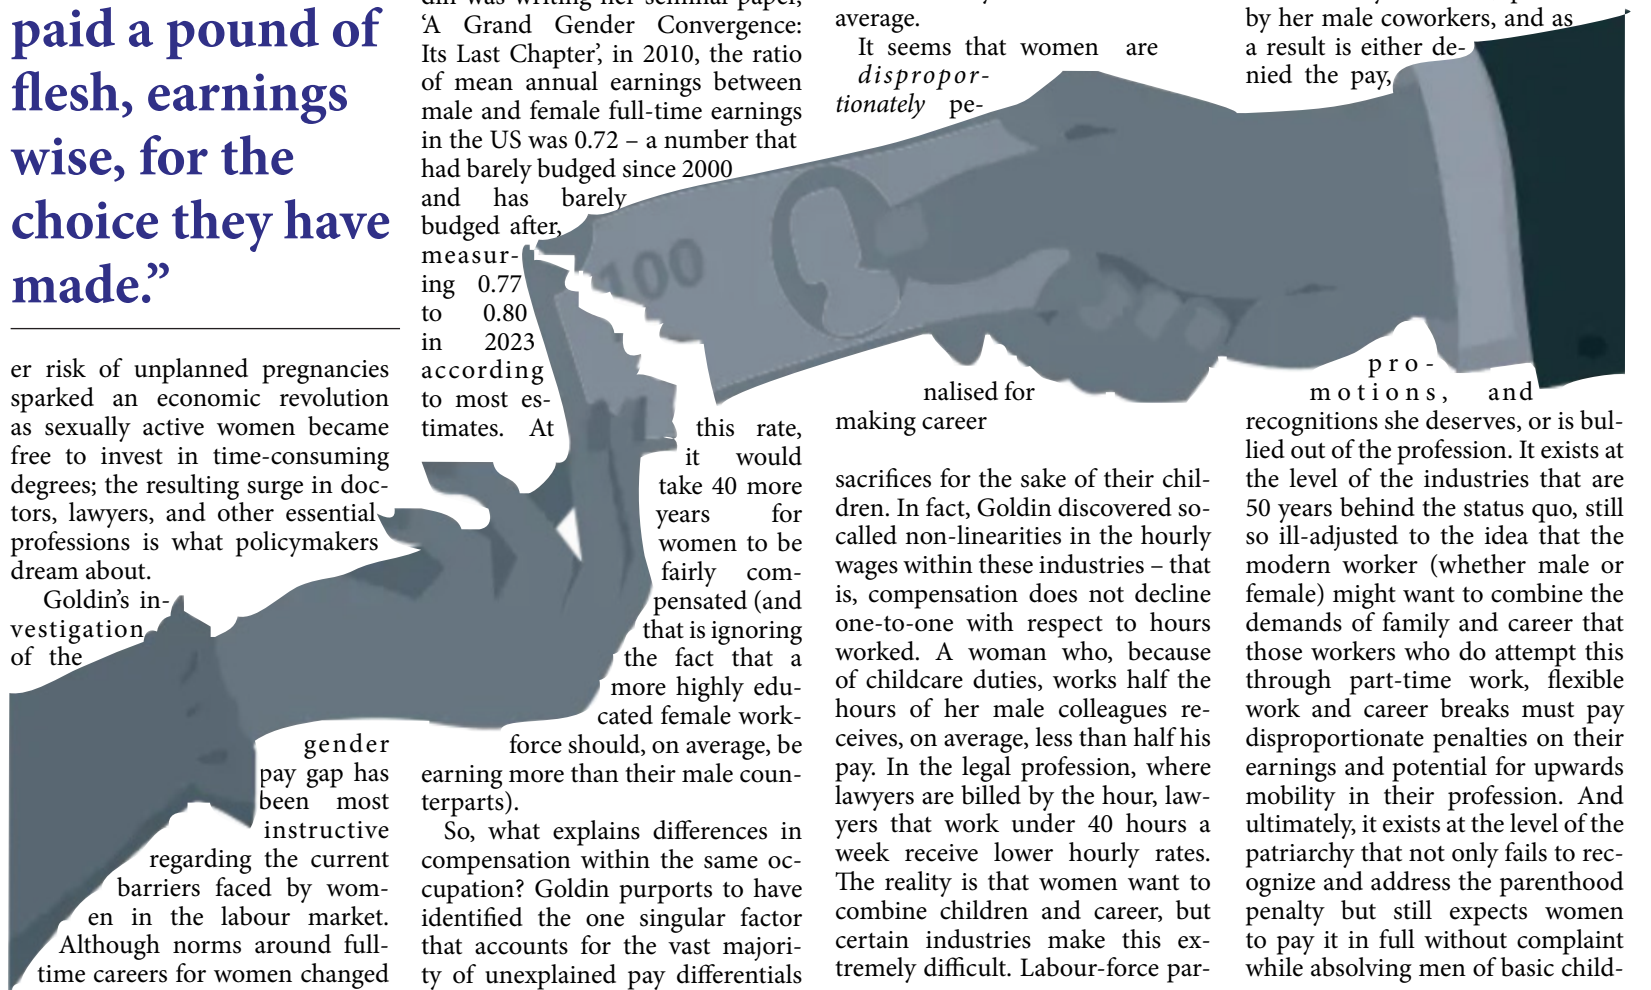 paid a pound of
flesh, earnings
wise, for the
choice they have
made.”
er risk of unplanned pregnancies
sparked an economic revolution
as sexually active women became
free to invest in time-consuming
degrees; the resulting surge in doc-
tors, lawyers, and other essential
professions is what policymakers
dream about.
Goldin’s in-
vestigation
of the
gender
pay gap has
been most
instructive
regarding the current
barriers faced by wom-
en in the labour market.
Although norms around full-
time careers for women changed
din was writing her seminal paper,
‘A Grand Gender Convergence:
Its Last Chapter’, in 2010, the ratio
of mean annual earnings between
male and female full-time earnings
in the US was 0.72 – a number that
had barely budged since 2000
and has barely
budged after,
measur-
ing 0.77
to 0.80
in 2023
according
to most es-
timates. At this rate,
it would
take 40 more
years for
women to be
fairly com-
pensated (and
that is ignoring
the fact that a
more highly edu-
cated female work-
force should, on average, be
earning more than their male coun-
terparts).
So, what explains differences in
compensation within the same oc-
cupation? Goldin purports to have
identified the one singular factor
that accounts for the vast majori-
ty of unexplained pay differentials
100
average.
It seems that women are
dispropor-
tionately pe-
nalised for
making career
sacrifices for the sake of their chil-
dren. In fact, Goldin discovered so-
called non-linearities in the hourly
wages within these industries – that
is, compensation does not decline
one-to-one with respect to hours
worked. A woman who, because
of childcare duties, works half the
hours of her male colleagues re-
ceives, on average, less than half his
pay. In the legal profession, where
lawyers are billed by the hour, law-
yers that work under 40 hours a
week receive lower hourly rates.
The reality is that women want to
combine children and career, but
certain industries make this ex-
tremely difficult. Labour-force par-
by her male coworkers, and as
a result is either de-
nied the pay,
pro-
motions, and
recognitions she deserves, or is bul-
lied out of the profession. It exists at
the level of the industries that are
50 years behind the status quo, still
so ill-adjusted to the idea that the
modern worker (whether male or
female) might want to combine the
demands of family and career that
those workers who do attempt this
through part-time work, flexible
work and career breaks must pay
disproportionate penalties on their
earnings and potential for upwards
mobility in their profession. And
ultimately, it exists at the level of the
patriarchy that not only fails to rec-
ognize and address the parenthood
penalty but still expects women
to pay it in full without complaint
while absolving men of basic child-